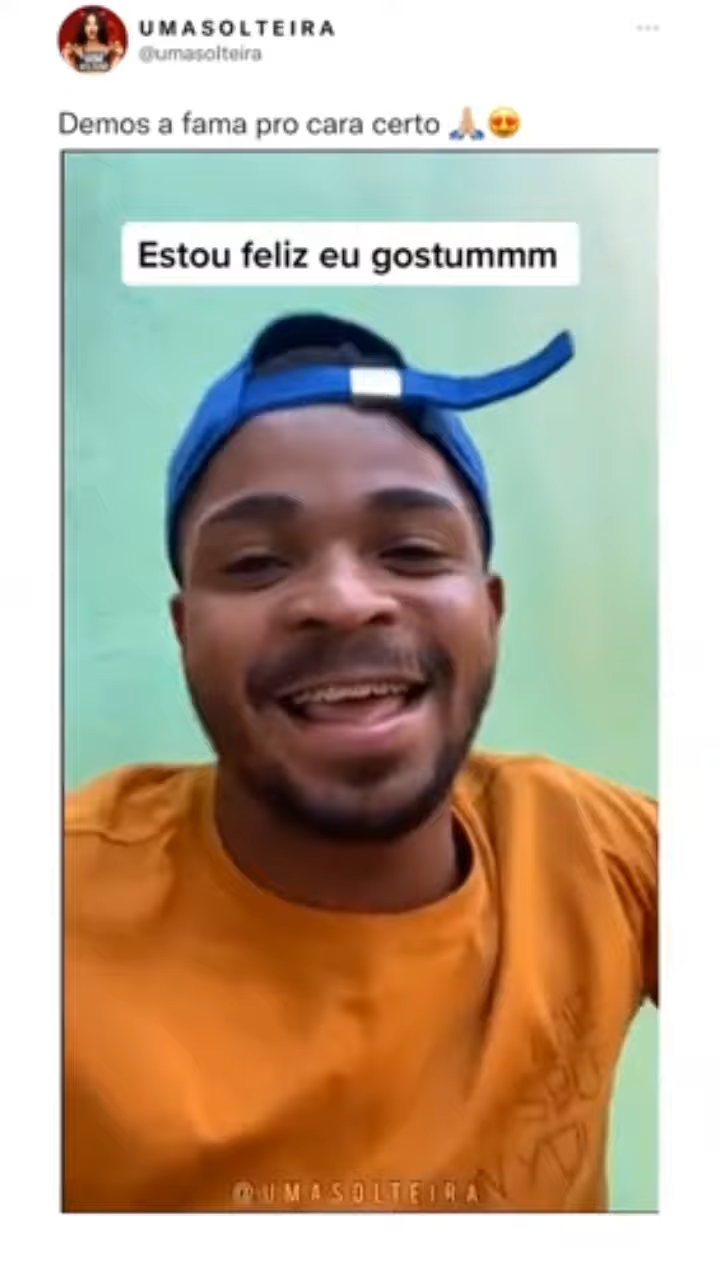 UMASOLTEIRA
@umasolteira
Demos a fama pro cara certo 🙏🏼😍
Estou feliz eu gostummm
@UMASOLTEIRA